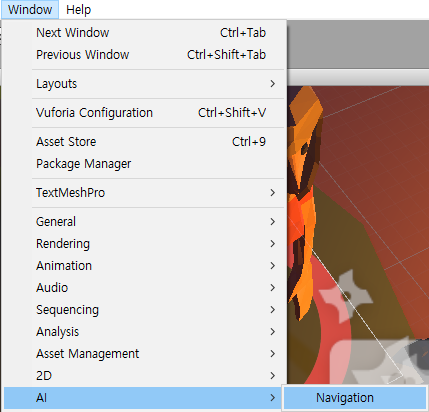 Window Help
Next Window Ctrl+Tab
Previous Window Ctrl+Shift+Tab
Layouts
Vuforia Configuration Ctrl+Shift+V
Asset Store Ctrl+9
Package Manager
TextMeshPro
General
Rendering
Animation
Audio
Sequencing
Analysis
Asset Management
2D
AI Navigation